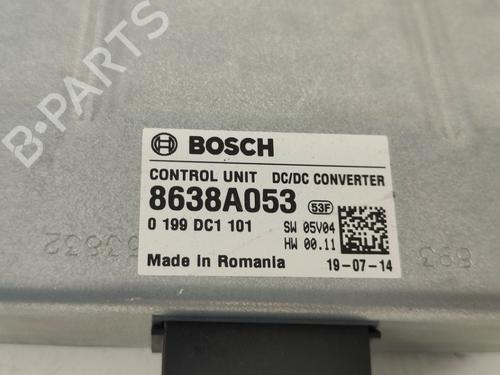 B-PARTS
BOSCH
CONTROL UNIT DC/DC CONVERTER
8638A053 53F
0 199 DC1 101 SW 05V04
HW 00.11
Made in Romania 19-07-14